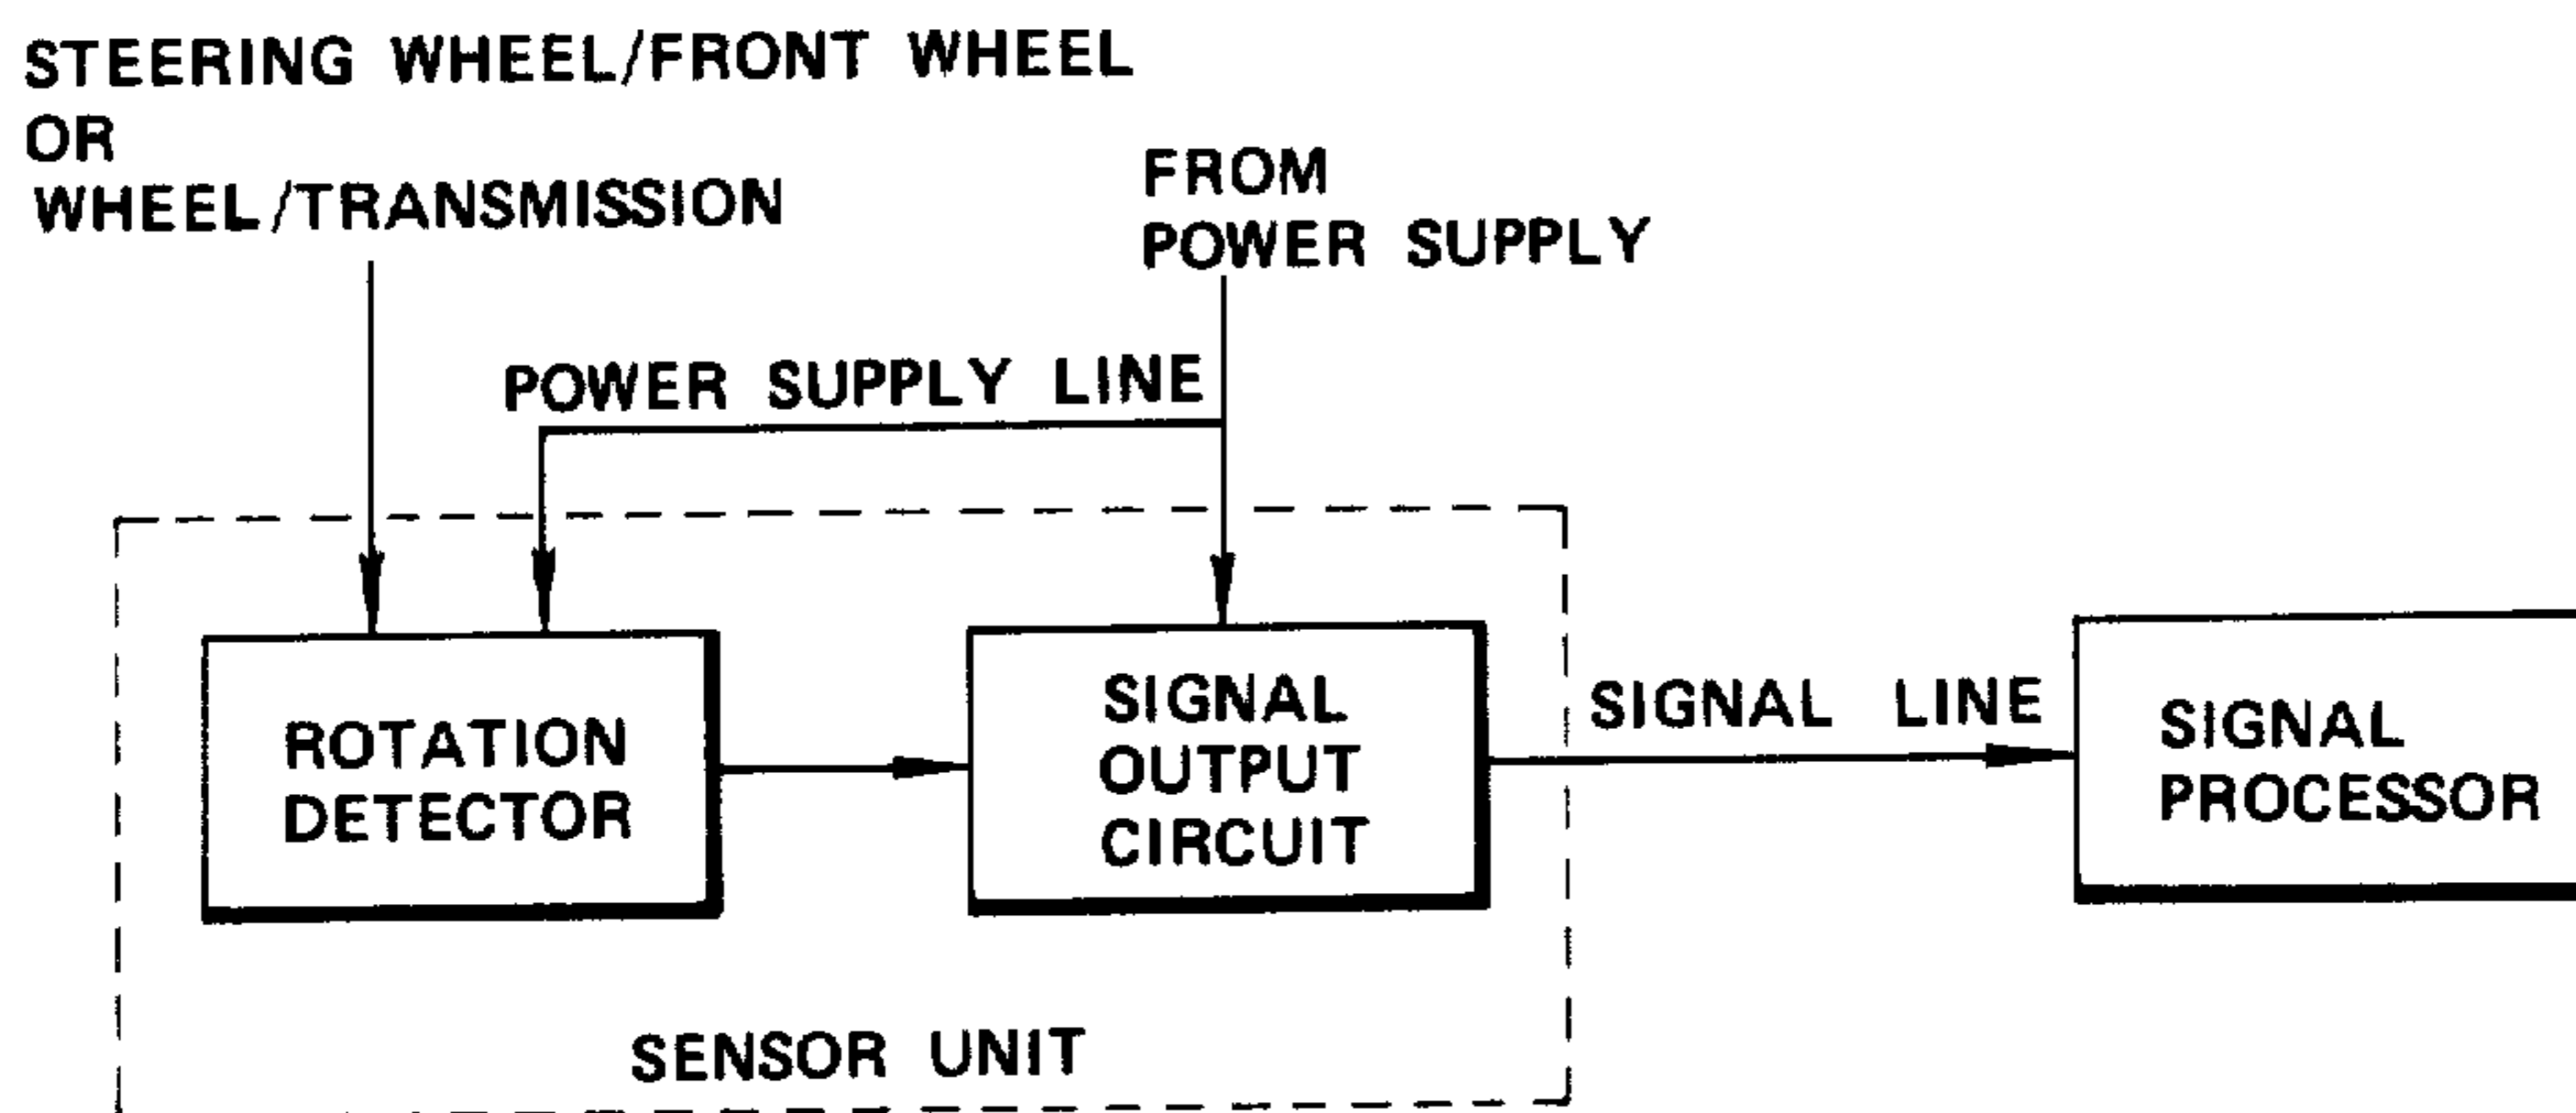 STEERING WHEEL/FRONT WHEEL
OR
WHEEL/TRANSMISSION
FROM
POWER SUPPLY
POWER SUPPLY LINE
ROTATION
DETECTOR
SIGNAL
OUTPUT
CIRCUIT
SIGNAL LINE
SIGNAL
PROCESSOR
SENSOR UNIT